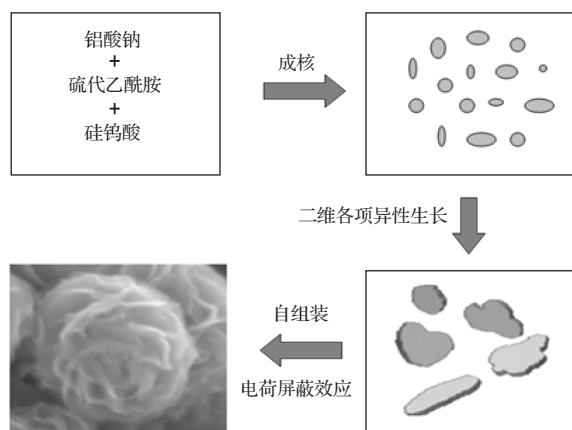 铝酸钠
+
硫代乙酰胺
+
硅钨酸
成核
二维各项异性生长
自组装
电荷屏蔽效应